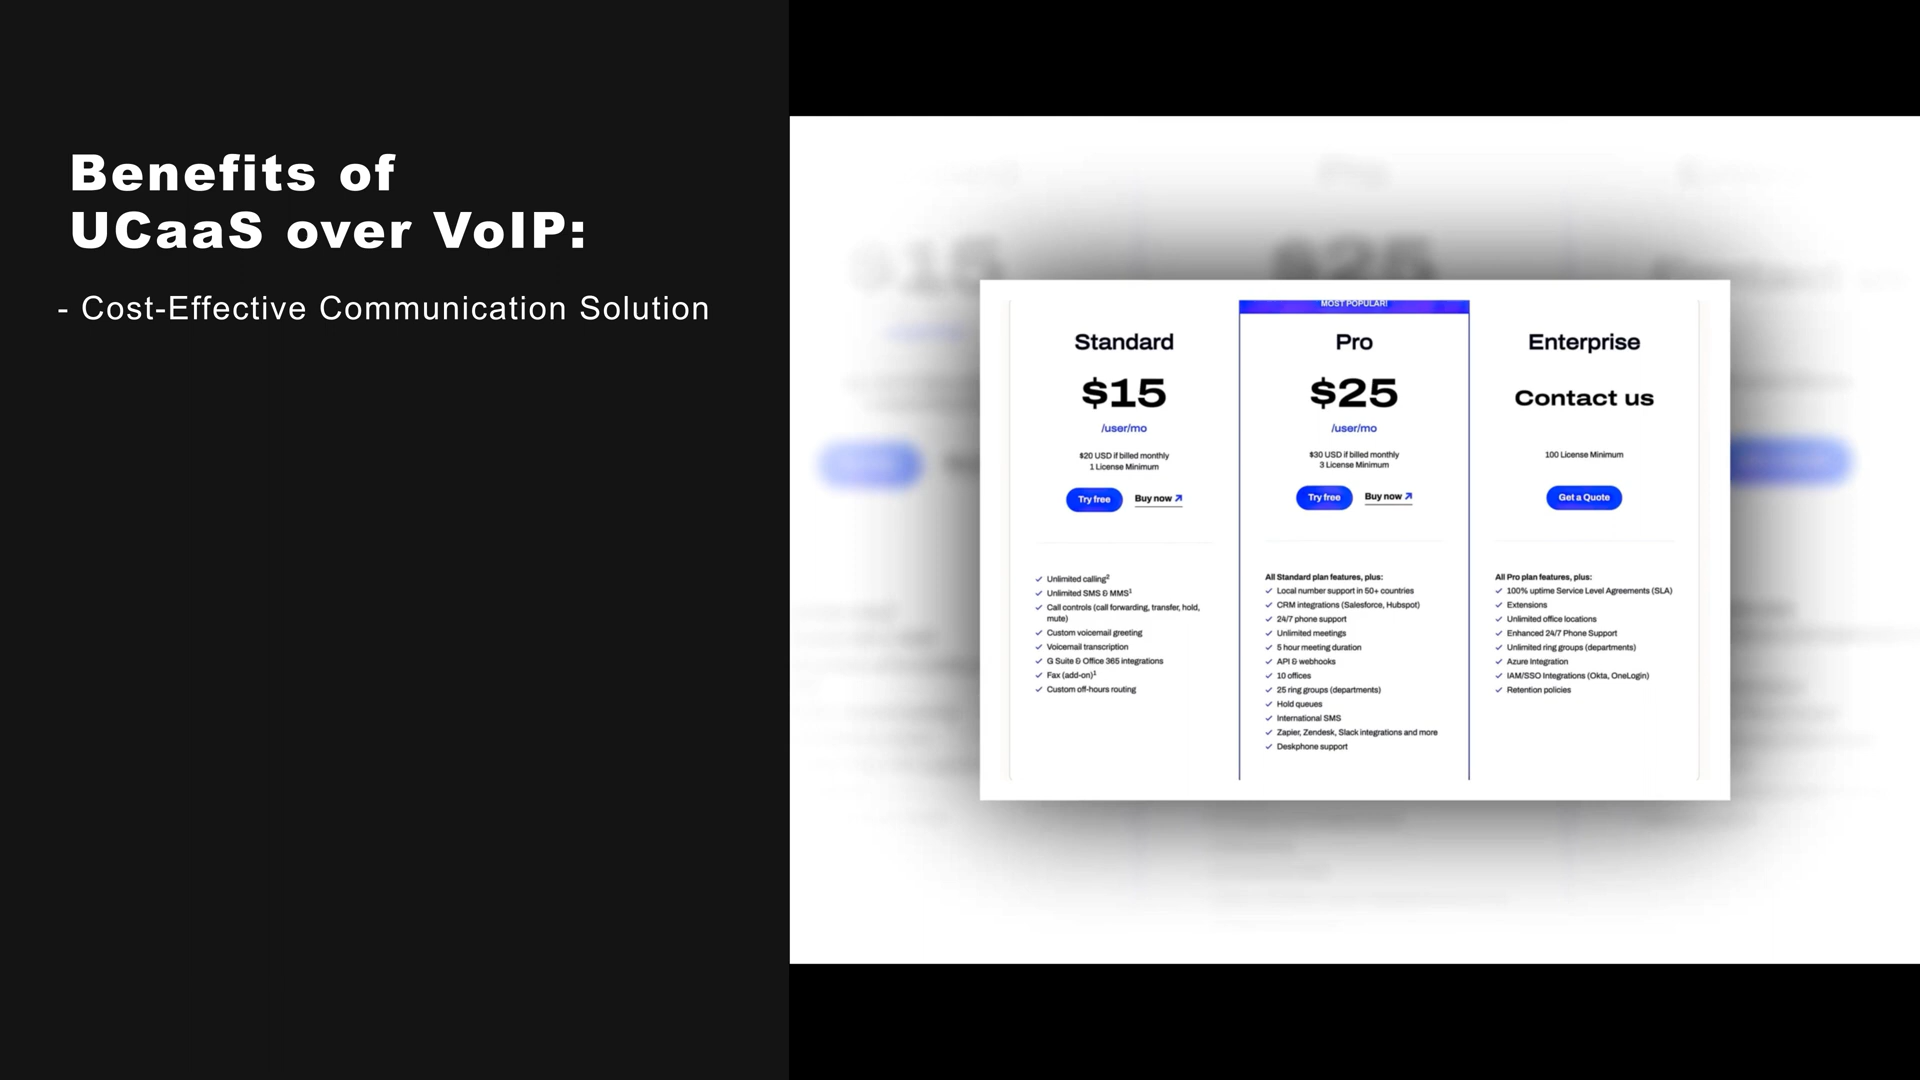 Benefits of
UCaaS over VoIP:
- Cost-Effective Communication Solution
MOST POPULAR!
Standard
$15
/user/mo
$20 USD if billed monthly
1 License Minimum
Try free
Buy now
Unlimited calling²
Unlimited SMS & MMS¹
Call controls (call forwarding, transfer, hold,
mute)
Custom voicemail greeting
Voicemail transcription
G Suite & Office 365 integrations
Fax (add-on)¹
Custom off-hours routing
Pro
$25
/user/mo
$30 USD if billed monthly
3 License Minimum
Try free
Buy now
All Standard plan features, plus:
Local number support in 50+ countries
CRM integrations (Salesforce, Hubspot)
24/7 phone support
Unlimited meetings
5 hour meeting duration
API & webhooks
10 offices
25 ring groups (departments)
Hold queues
International SMS
Zapier, Zendesk, Slack integrations and more
Deskphone support
Enterprise
Contact us
100 License Minimum
Get a Quote
All Pro plan features, plus:
100% uptime Service Level Agreements (SLA)
Extensions
Unlimited office locations
Enhanced 24/7 Phone Support
Unlimited ring groups (departments)
Azure Integration
IAM/SSO Integrations (Okta, OneLogin)
Retention policies
$15
$25
Pro